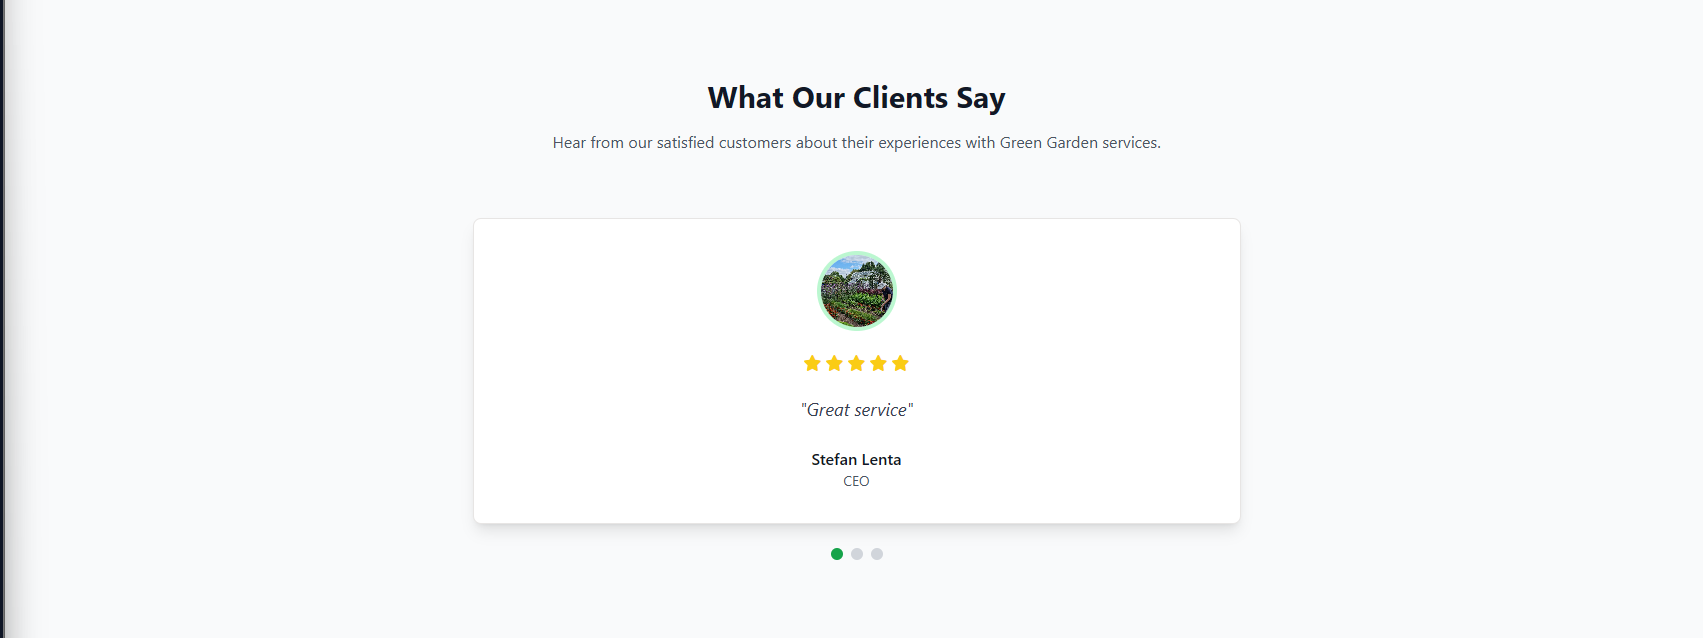 What Our Clients Say
Hear from our satisfied customers about their experiences with Green Garden services.
"Great service"
Stefan Lenta
CEO